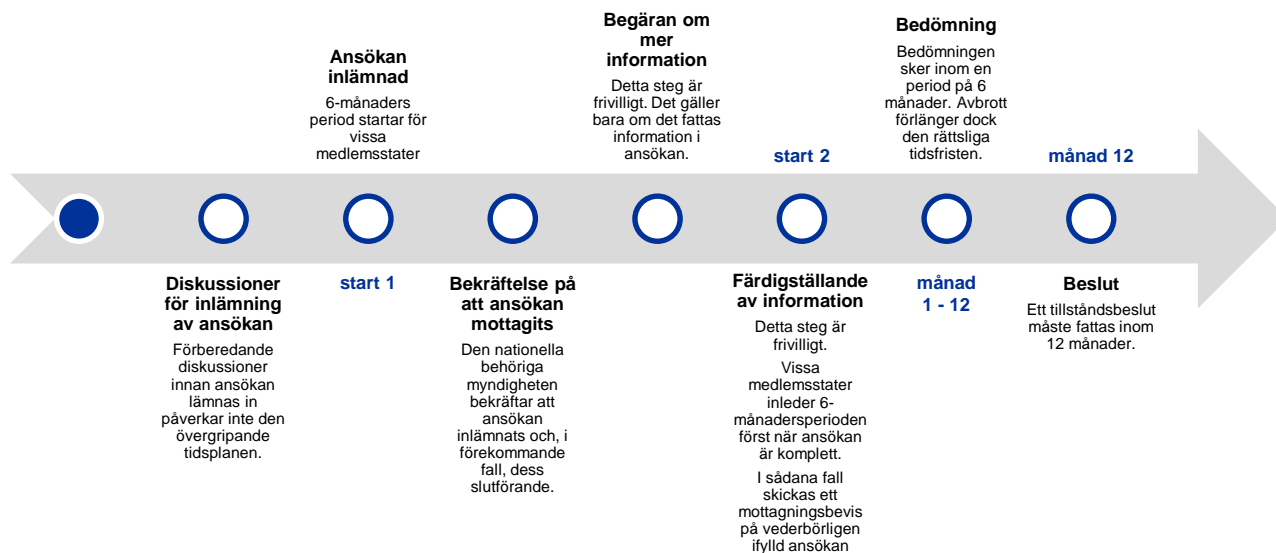 Diskussioner
för inlämning
av ansökan
Förberedande
diskussioner
innan ansökan
lämnas in
påverkar inte den
övergripande
tidsplanen.
Ansökan
inlämnad
6-månaders
period startar för
vissa
medlemsstater
start 1
Bekräftelse på
att ansökan
mottagits
Den nationella
behöriga
myndigheten
bekräftar att
ansökan
inlämnats och, i
förekommande
fall, dess
slutförande.
Begäran om
mer
information
Detta steg är
frivilligt. Det gäller
bara om det fattas
information i
ansökan.
start 2
Färdigställande
av information
Detta steg är
frivilligt.
Vissa
medlemsstater
inleder 6-
månadersperioden
först när ansökan
är komplett.
I sådana fall
skickas ett
mottagningsbevis
på vederbörligen
ifylld ansökan
Bedömning
Bedömningen
sker inom en
period på 6
månader. Avbrott
förlänger dock
den rättsliga
tidsfristen.
månad
1 - 12
månad 12
Beslut
Ett tillståndsbeslut
måste fattas inom
12 månader.